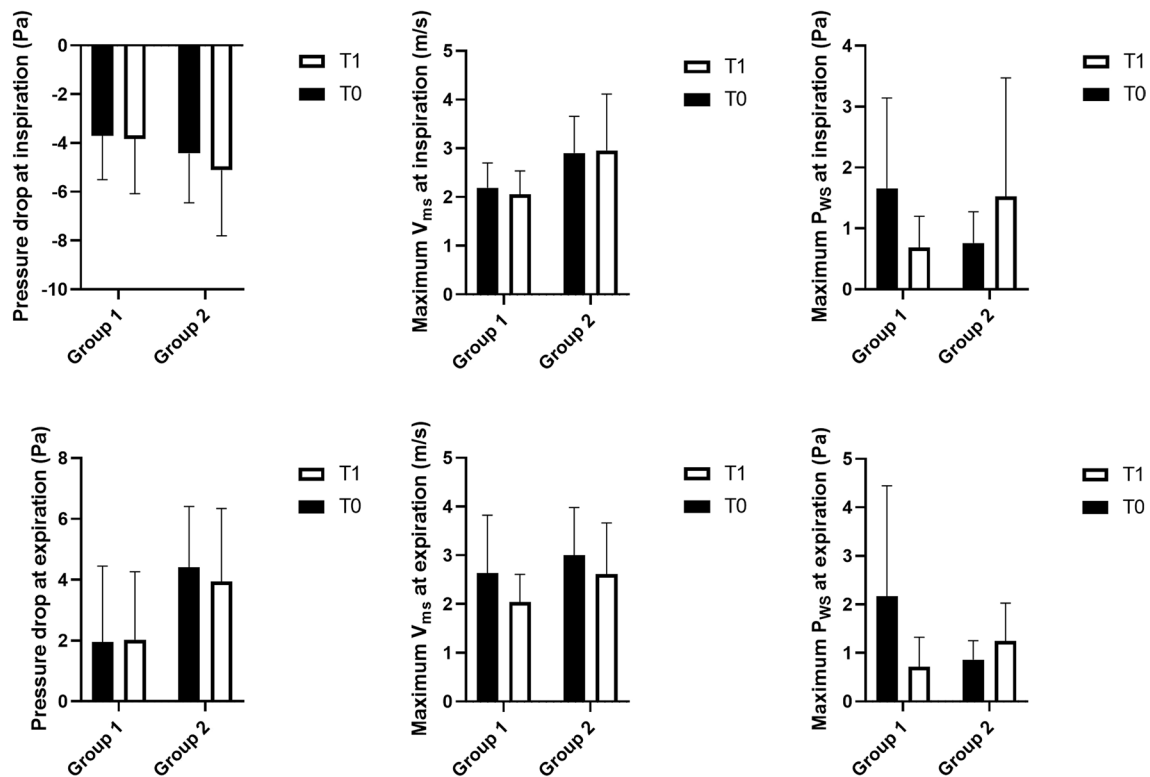 Pressure drop at inspiration (Pa)
0
-2
-4
-6
-8
-10
Group 1
Group 2
T1
T0
Maximum Vms at inspiration (m/s)
5
4
3
2
1
0
Group 1
Group 2
T1
T0
Maximum PWS at inspiration (Pa)
4
3
2
1
0
Group 1
Group 2
T1
T0
Pressure drop at expiration (Pa)
8
6
4
2
0
Group 1
Group 2
T1
T0
Maximum Vms at expiration (m/s)
5
4
3
2
1
0
Group 1
Group 2
T1
T0
Maximum PWS at expiration (Pa)
5
4
3
2
1
0
Group 1
Group 2
T1
T0